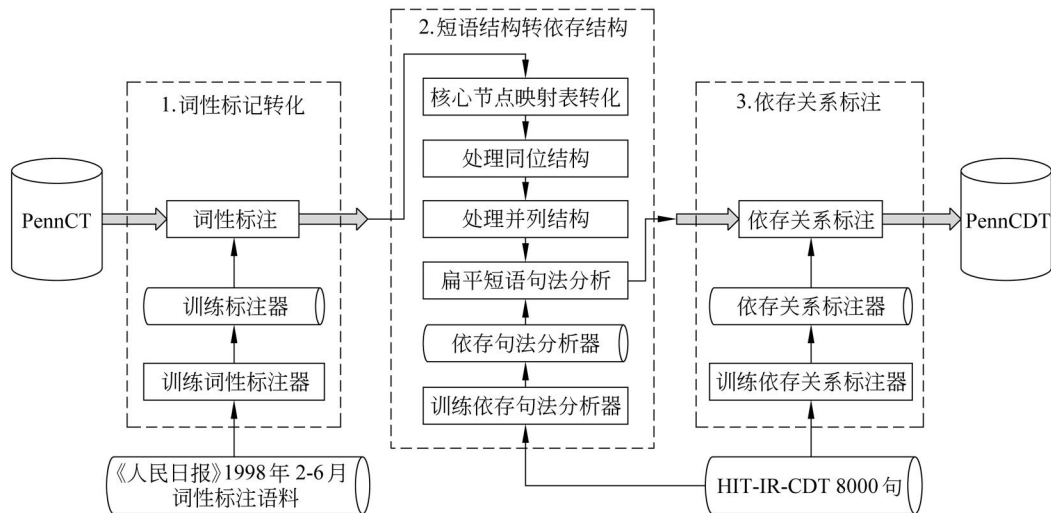 2.短语结构转依存结构
核心节点映射表转化
1.词性标记转化
3.依存关系标注
处理同位结构
PennCT
词性标注
处理并列结构
依存关系标注
PennCDT
扁平短语句法分析
训练标注器
依存句法分析器
依存关系标注器
训练词性标注器
训练依存句法分析器
训练依存关系标注器
《人民日报》1998年2-6月
词性标注语料
HIT-IR-CDT 8000句